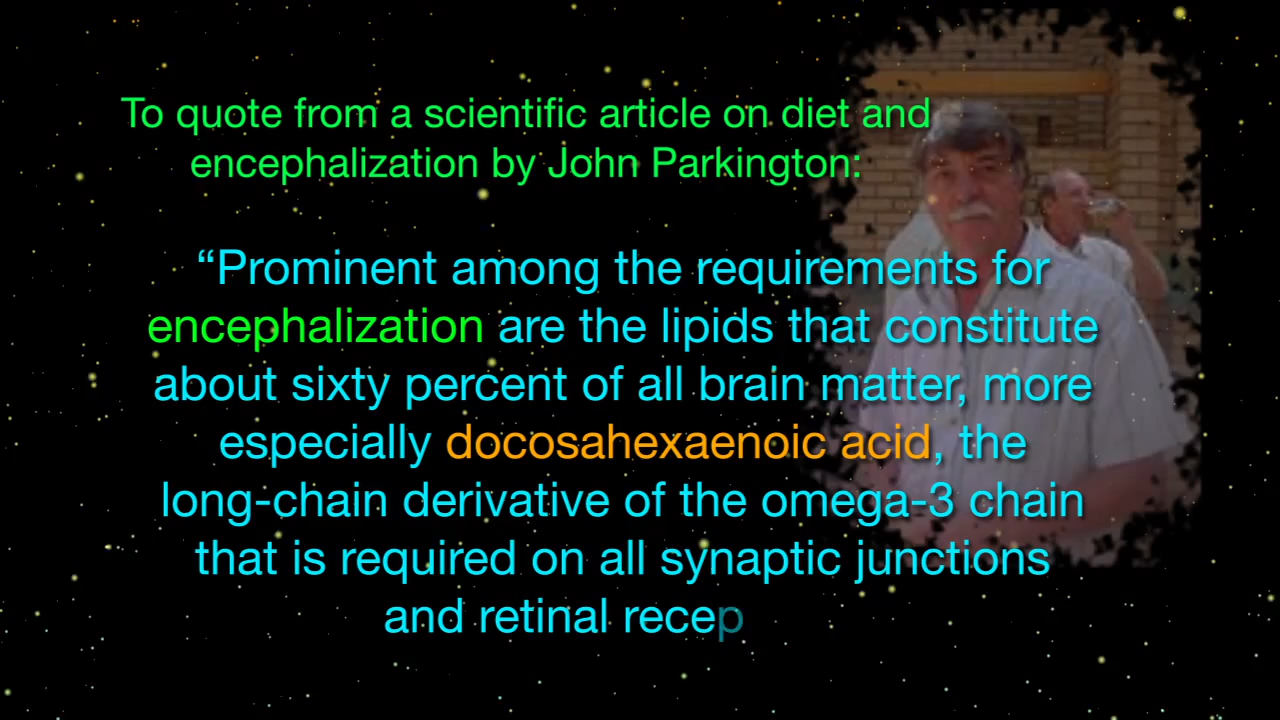 To quote from a scientific article on diet and
encephalization by John Parkington:
“Prominent among the requirements for
encephalization are the lipids that constitute
about sixty percent of all brain matter, more
especially docosahexaenoic acid, the
long-chain derivative of the omega-3 chain
that is required on all synaptic junctions
and retinal recep